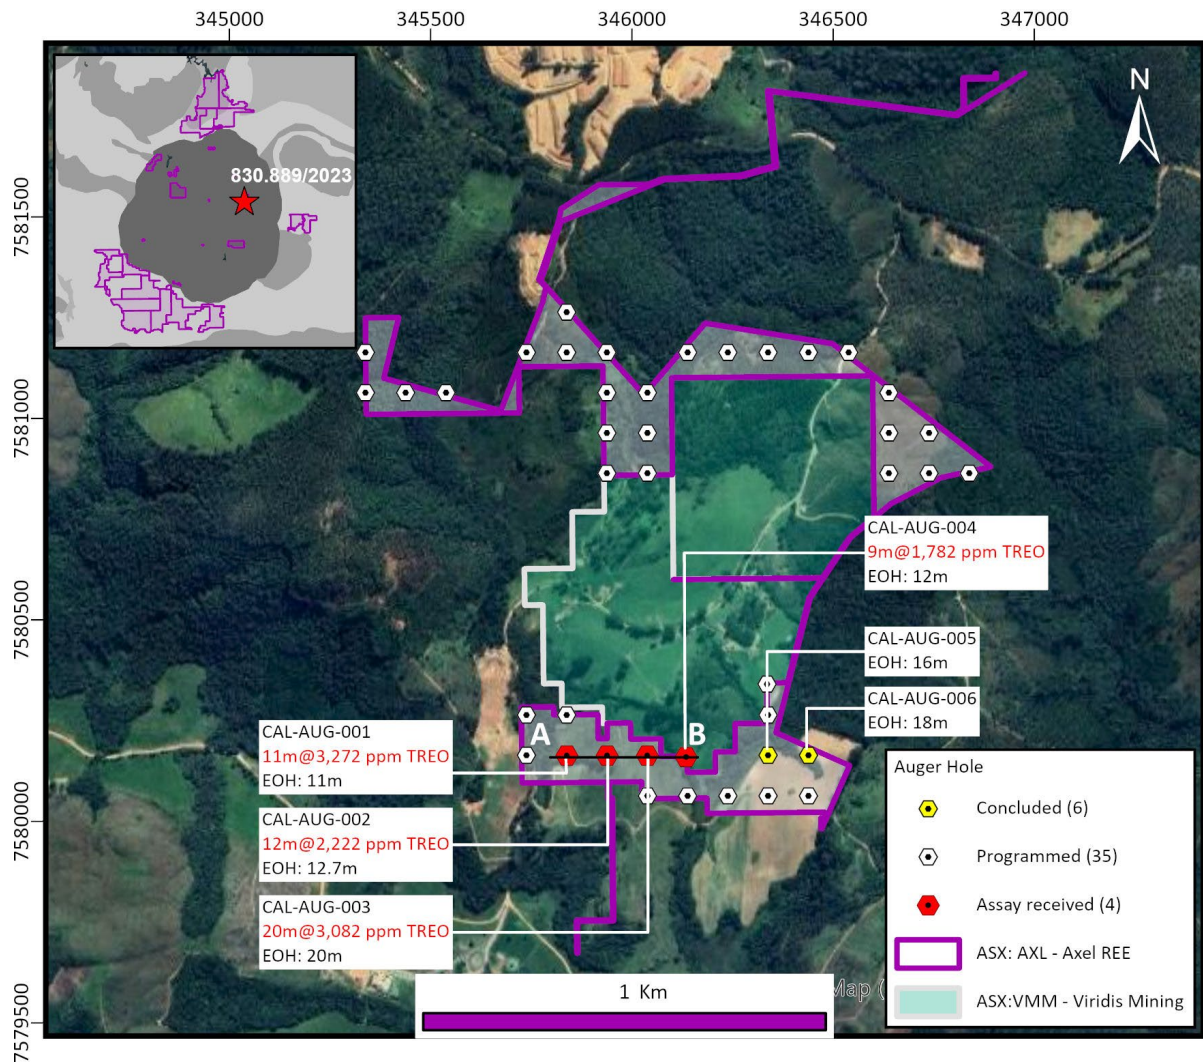 345000
345500
346000
346500
347000
7581500
7581000
7580500
7580000
7579500
830.889/2023
N
CAL-AUG-004
9m@1,782 ppm TREO
EOH: 12m
CAL-AUG-005
EOH: 16m
CAL-AUG-006
EOH: 18m
A
B
CAL-AUG-001
11m@3,272 ppm TREO
EOH: 11m
CAL-AUG-002
12m@2,222 ppm TREO
EOH: 12.7m
CAL-AUG-003
20m@3,082 ppm TREO
EOH: 20m
Auger Hole
Concluded (6)
Programmed (35)
Assay received (4)
ASX: AXL - Axel REE
ASX:VMM - Viridis Mining
1 Km
Map (